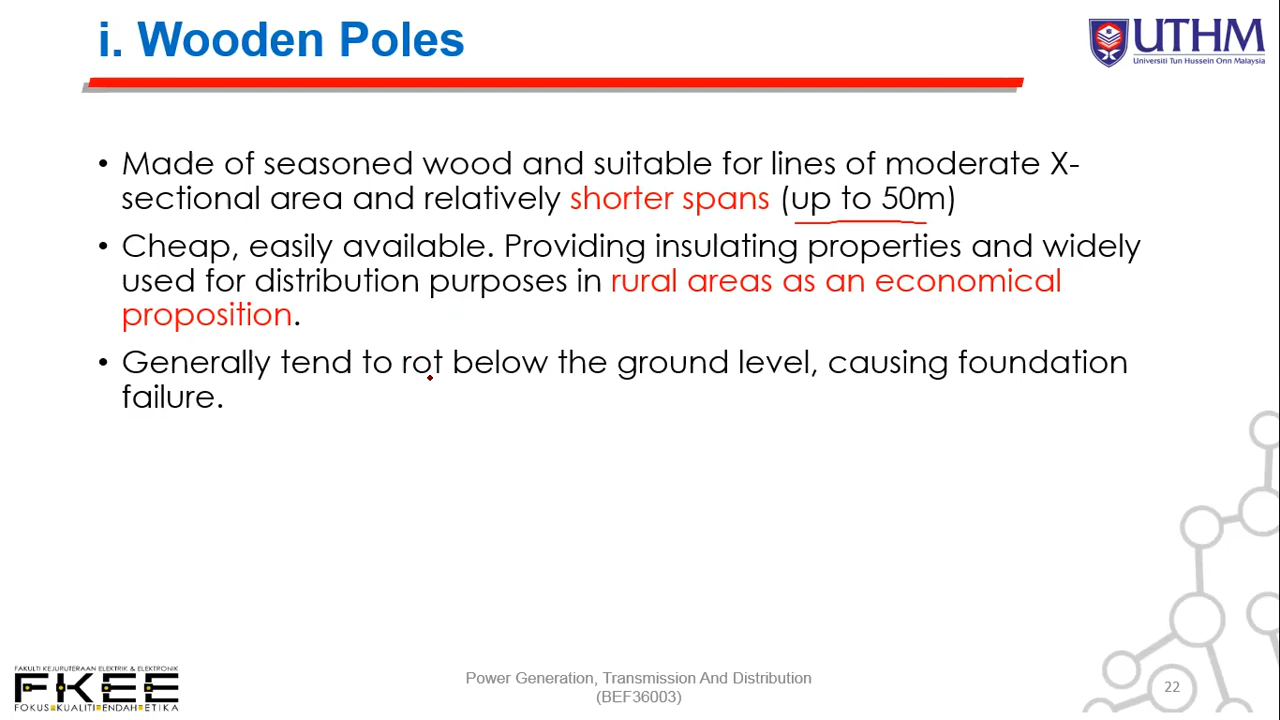 i. Wooden Poles
UTHM
Universiti Tun Hussein Onn Malaysia
• Made of seasoned wood and suitable for lines of moderate X-
sectional area and relatively shorter spans (up to 50m)
• Cheap, easily available. Providing insulating properties and widely
used for distribution purposes in rural areas as an economical
proposition.
• Generally tend to rot below the ground level, causing foundation
failure.
FAKULTI KEJURUTERAAN ELEKTRIK & ELEKTRONIK
FKEE
FOKUS KUALITI ENDAH ETIKA
Power Generation, Transmission And Distribution
(BEF36003)
22